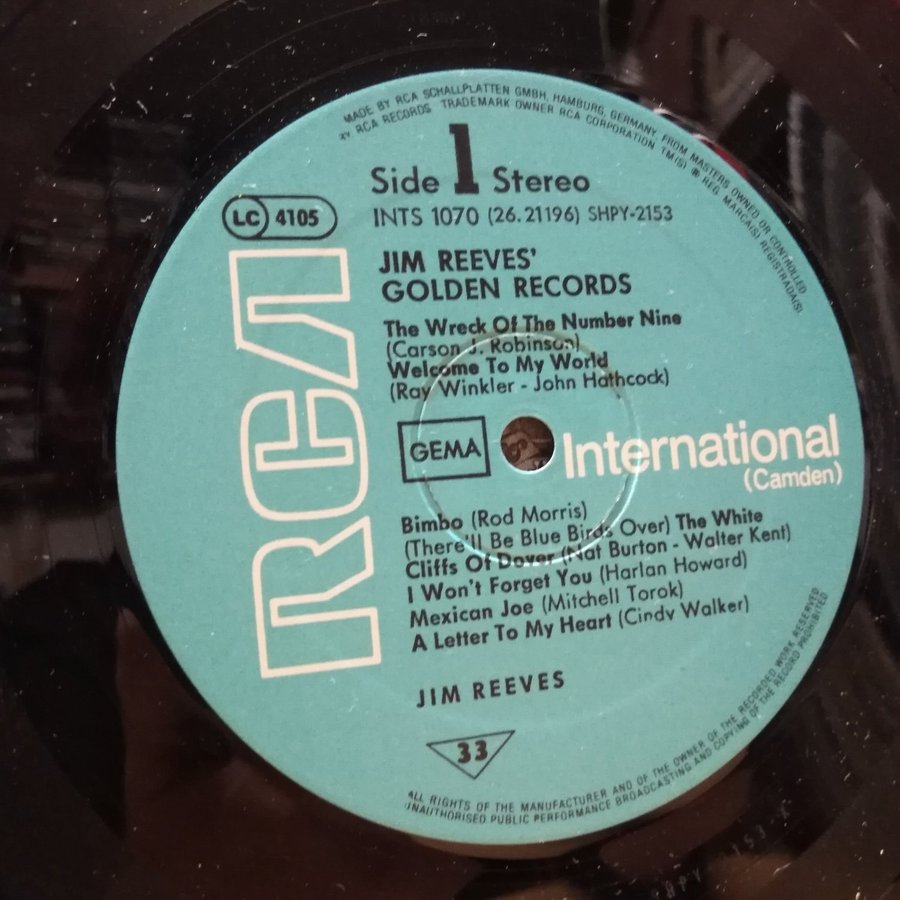 MADE BY RCA SCHALLPLATTEN GMBH, HAMBURG, GERMANY, FROM MASTERS OWNED OR CONTROLLED
BY RCA RECORDS. TRADEMARK OWNER RCA CORPORATION TM(S) ® REG. MARCA(S) REGISTRADA(S)
Side 1 Stereo
LC 4105
INTS 1070 (26.21196) SHPY-2153
RCA
JIM REEVES'
GOLDEN RECORDS
The Wreck Of The Number Nine
(Carson J. Robinson)
Welcome To My World
(Ray Winkler - John Hathcock)
GEMA
International
(Camden)
Bimbo (Rod Morris)
(There'll Be Blue Birds Over) The White
Cliffs Of Dover (Nat Burton - Walter Kent)
I Won't Forget You (Harlan Howard)
Mexican Joe (Mitchell Torok)
A Letter To My Heart (Cindy Walker)
JIM REEVES
33
ALL RIGHTS OF THE MANUFACTURER AND OF THE OWNER OF THE RECORDED WORK RESERVED
UNAUTHORISED PUBLIC PERFORMANCE BROADCASTING AND COPYING OF THE RECORD PROHIBITED